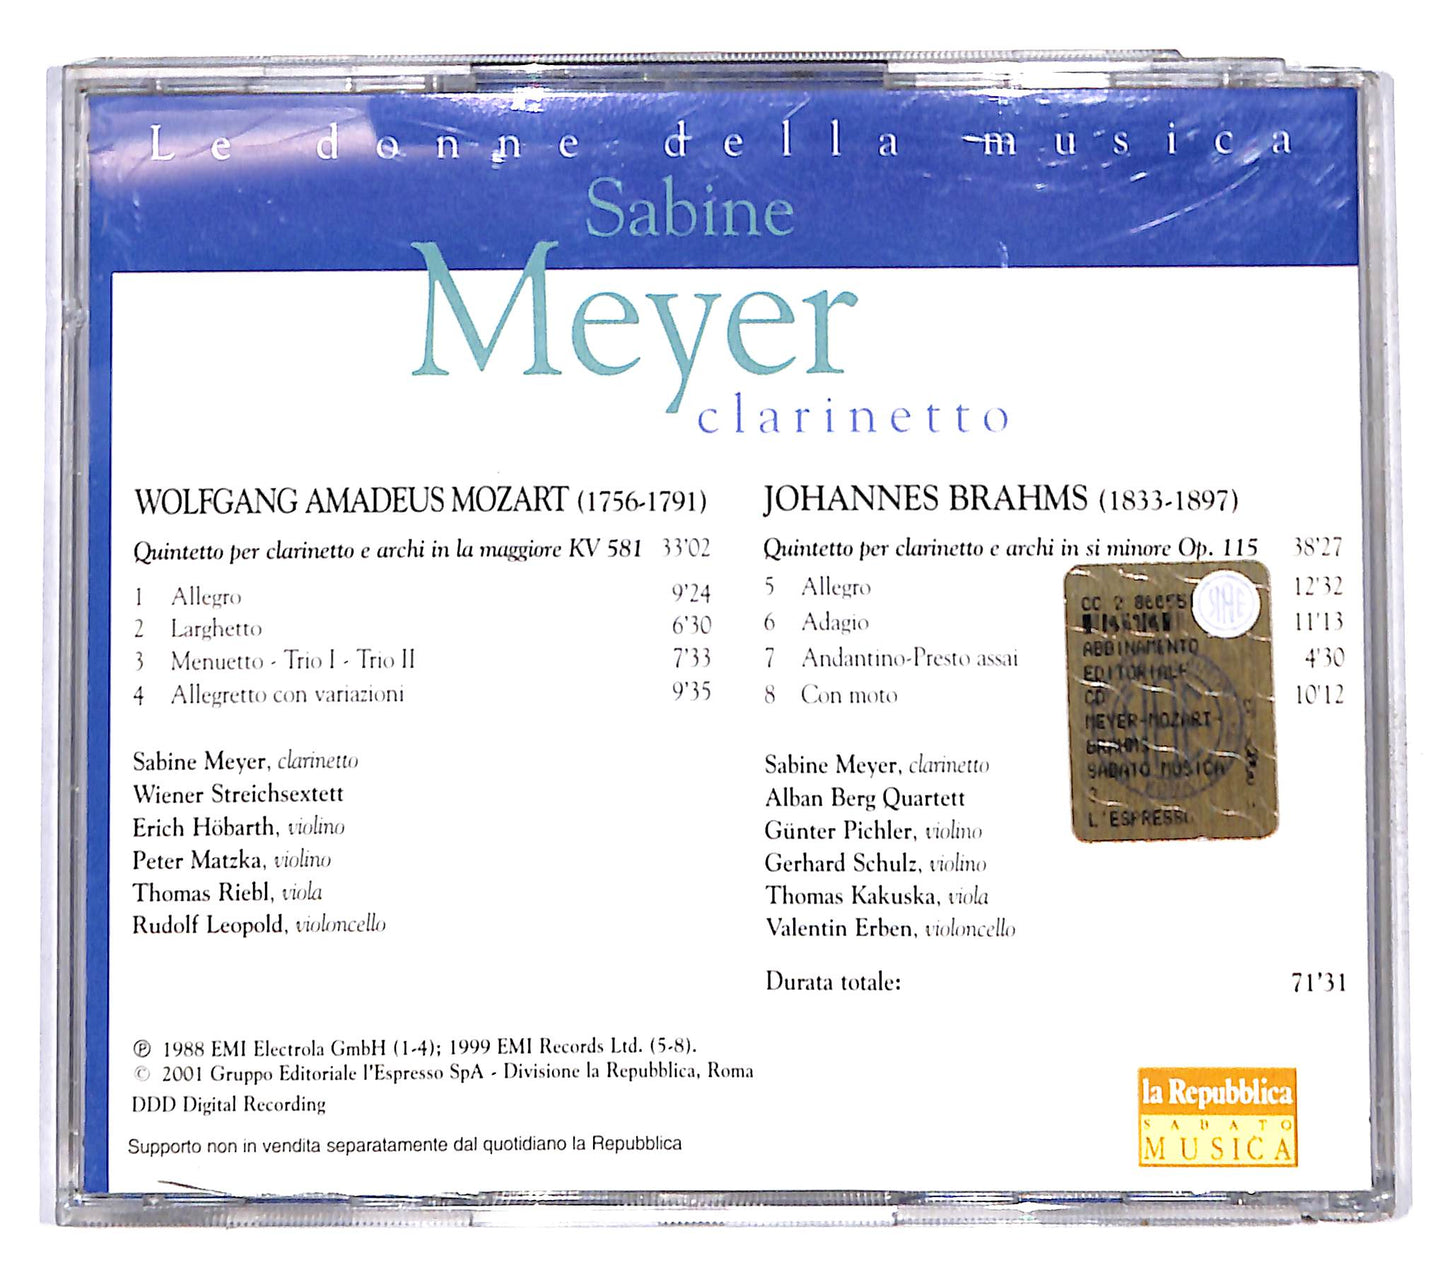 Le donne della musica
Sabine
Meyer
clarinetto
WOLFGANG AMADEUS MOZART (1756-1791)
Quintetto per clarinetto e archi in la maggiore KV 581 33'02
1 Allegro 9'24
2 Larghetto 6'30
3 Menuetto - Trio I - Trio II 7'33
4 Allegretto con variazioni 9'35
Sabine Meyer, clarinetto
Wiener Streichsextett
Erich Höbarth, violino
Peter Matzka, violino
Thomas Riebl, viola
Rudolf Leopold, violoncello
JOHANNES BRAHMS (1833-1897)
Quintetto per clarinetto e archi in si minore Op. 115 38'27
5 Allegro 12'32
6 Adagio 11'13
7 Andantino-Presto assai 4'30
8 Con moto 10'12
Sabine Meyer, clarinetto
Alban Berg Quartett
Günter Pichler, violino
Gerhard Schulz, violino
Thomas Kakuska, viola
Valentin Erben, violoncello
Durata totale: 71'31
CC 2
ABBINAMENTO
EDITORIALE
CD
MEYER-MOZART-
BRAHMS
SABATO MUSICA
L'ESPRESSO
℗ 1988 EMI Electrola GmbH (1-4); 1999 EMI Records Ltd. (5-8).
© 2001 Gruppo Editoriale l'Espresso SpA - Divisione la Repubblica, Roma
DDD Digital Recording
Supporto non in vendita separatamente dal quotidiano la Repubblica
la Repubblica
SABATO
MUSICA